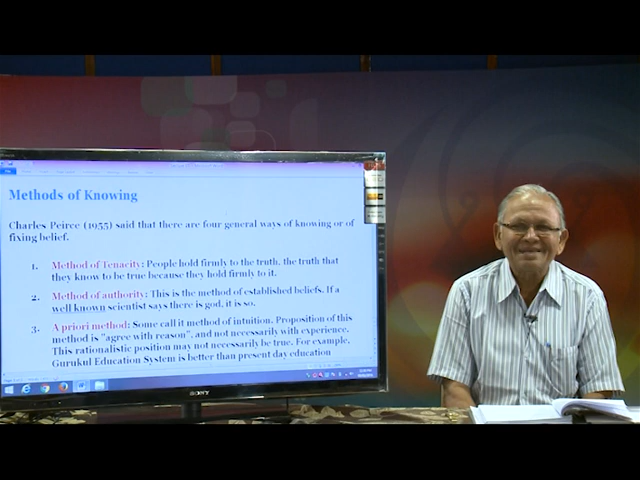 Methods of Knowing
Charles Peirce (1955) said that there are four general ways of knowing or of
fixing belief.
1. Method of Tenacity: People hold firmly to the truth, the truth that
they know to be true because they hold firmly to it.
2. Method of authority: This is the method of established beliefs. If a
well known scientist says there is god, it is so.
3. A priori method: Some call it method of intuition. Proposition of this
method is "agree with reason", and not necessarily with experience.
This rationalistic position may not necessarily be true. For example,
Gurukul Education System is better than present day education
SONY